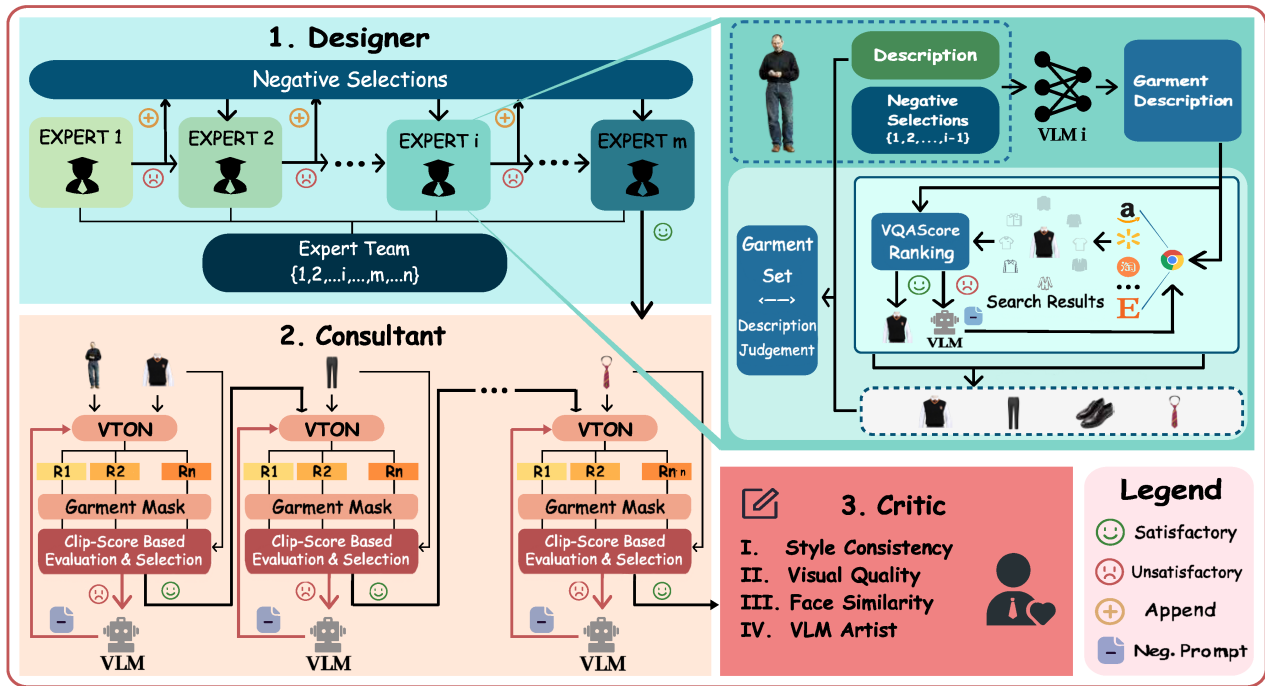 1. Designer
Negative Selections
EXPERT 1
EXPERT 2
EXPERT i
EXPERT m
Expert Team
{1,2,...i,...,m,...n}
Description
Negative
Selections
{1,2,....,i-1}
VLM i
Garment
Description
VQAScore
Ranking
Search Results
a
E
VLM
Garment
Set
Description
Judgement
2. Consultant
VTON
R1
R2
Rn
Garment Mask
Clip-Score Based
Evaluation & Selection
VLM
VTON
R1
R2
Rn
Garment Mask
Clip-Score Based
Evaluation & Selection
VLM
VTON
R1
R2
Rn n
Garment Mask
Clip-Score Based
Evaluation & Selection
VLM
3. Critic
I. Style Consistency
II. Visual Quality
III. Face Similarity
IV. VLM Artist
Legend
Satisfactory
Unsatisfactory
Append
Neg. Prompt